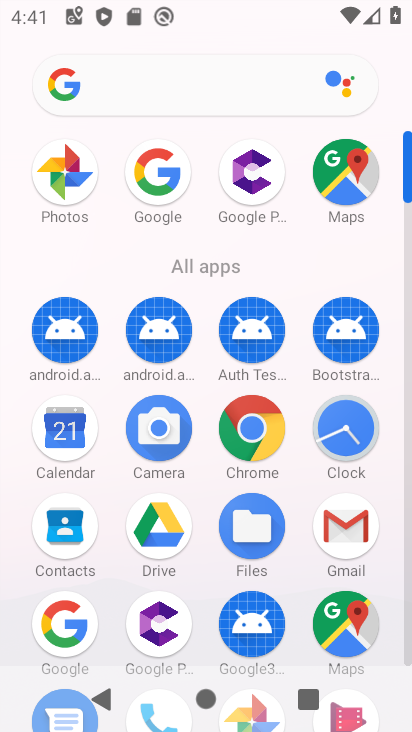 4:41
Photos Google Google P... Maps
All apps
android.a... android.a... Auth Tes... Bootstra...
21
Calendar Camera Chrome Clock
Contacts Drive Files Gmail
Google Google P... Google3... Maps